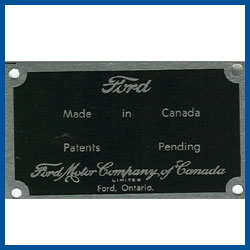 Ford
Made in Canada
Patents Pending
Ford Motor Company of Canada
LIMITED
Ford, Ontario.